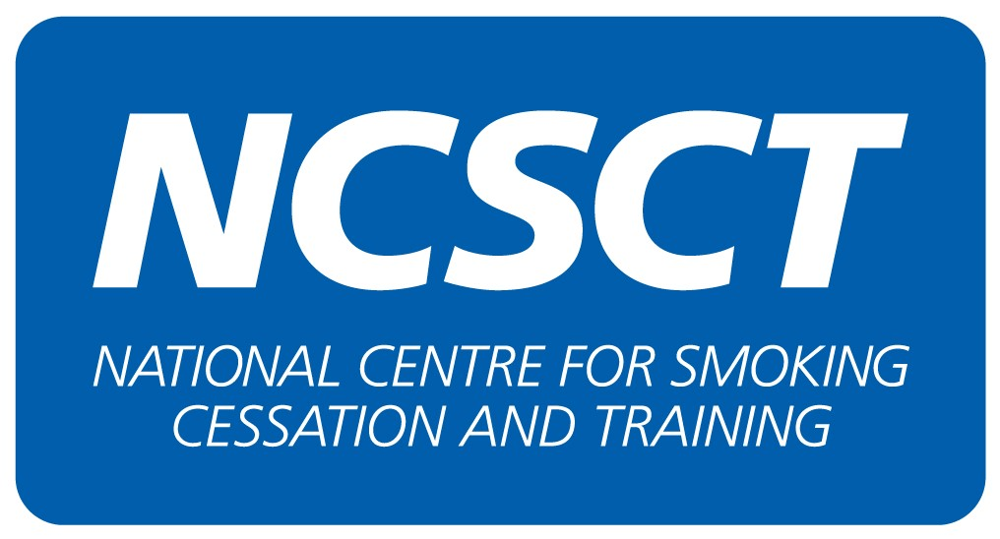 NCSCT
NATIONAL CENTRE FOR SMOKING
CESSATION AND TRAINING